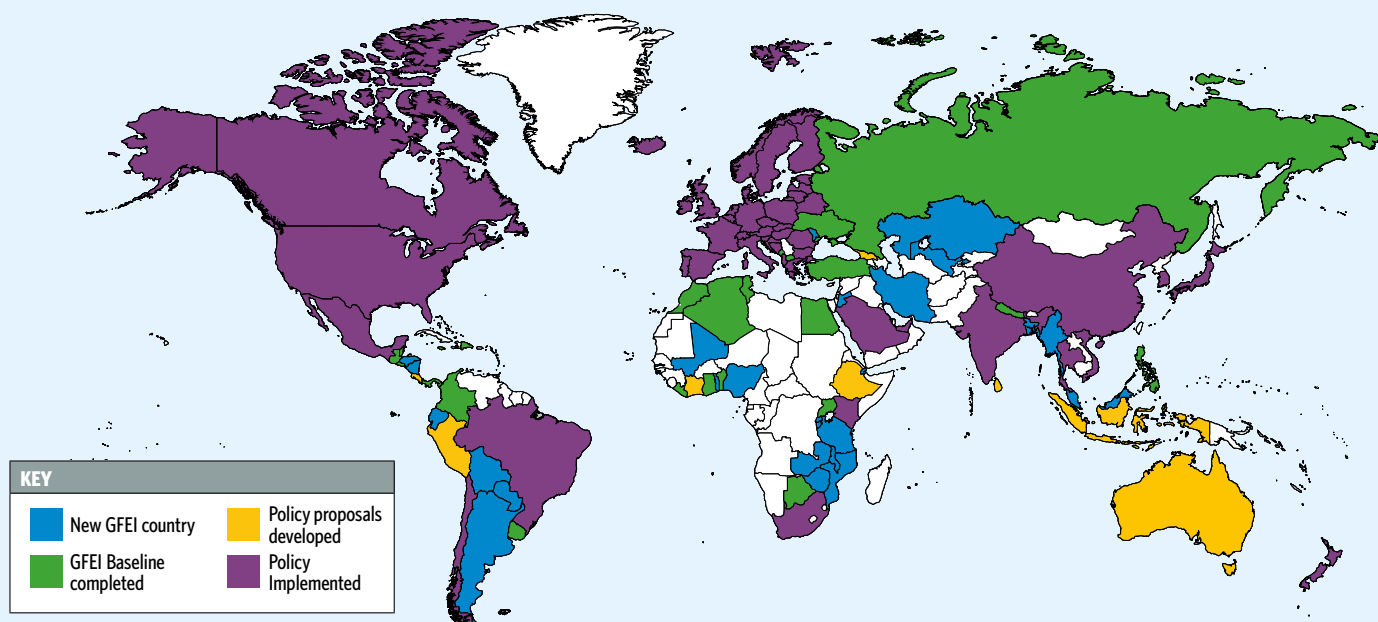 KEY
New GFEI country
GFEI Baseline
completed
Policy proposals
developed
Policy
Implemented